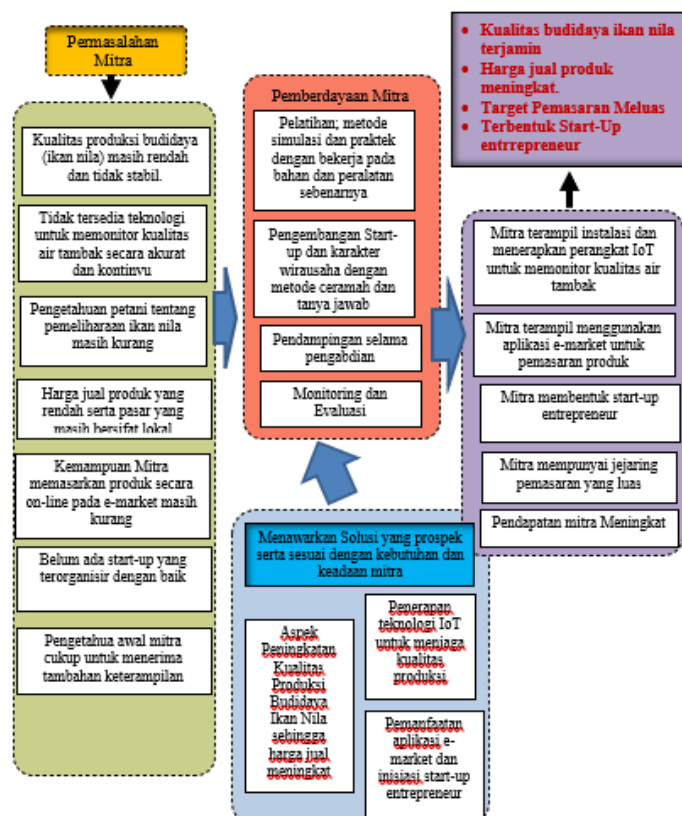 Permasalahan
Mitra
Kualitas produksi budidaya
(ikan nila) masih rendah
dan tidak stabil.
Tidak tersedia teknologi
untuk memonitor kualitas
air tambak secara akurat
dan kontinyu
Pengetahuan petani tentang
pemeliharaan ikan nila
masih kurang
Harga jual produk yang
rendah serta pasar yang
masih bersifat lokal
Kemampuan Mitra
memasarkan produk secara
on-line pada e-market masih
kurang
Belum ada start-up yang
terorganisir dengan baik
Pengetahua awal mitra
cukup untuk menerima
tambahan keterampilan
Pemberdayaan Mitra
Pelatihan; metode
simulasi dan praktek
dengan bekerja pada
bahan dan peralatan
sebenarnya
Pengembangan Start-
up dan karakter
wirausaha dengan
metode ceramah dan
tanya jawab
Pendampingan selama
pengabdian
Monitoring dan
Evaluasi
Menawarkan Solusi yang prospek
serta sesuai dengan kebutuhan dan
keadaan mitra
Aspek
Peningkatan
Kualitas
Produksi
Budidaya
Ikan Nila
sehingga
harga jual
meningkat
Penerapan
teknologi IoT
untuk menjaga
kualitas
produksi
Pemanfaatan
aplikasi e-
market dan
inisiasi start-up
entrepreneur
• Kualitas budidaya ikan nila
terjamin
• Harga jual produk
meningkat.
• Target Pemasaran Meluas
• Terbentuk Start-Up
entrrepreneur
Mitra terampil instalasi dan
menerapkan perangkat IoT
untuk memonitor kualitas air
tambak
Mitra terampil menggunakan
aplikasi e-market untuk
pemasaran produk
Mitra membentuk start-up
entrepreneur
Mitra mempunyai jejaring
pemasaran yang luas
Pendapatan mitra Meningkat